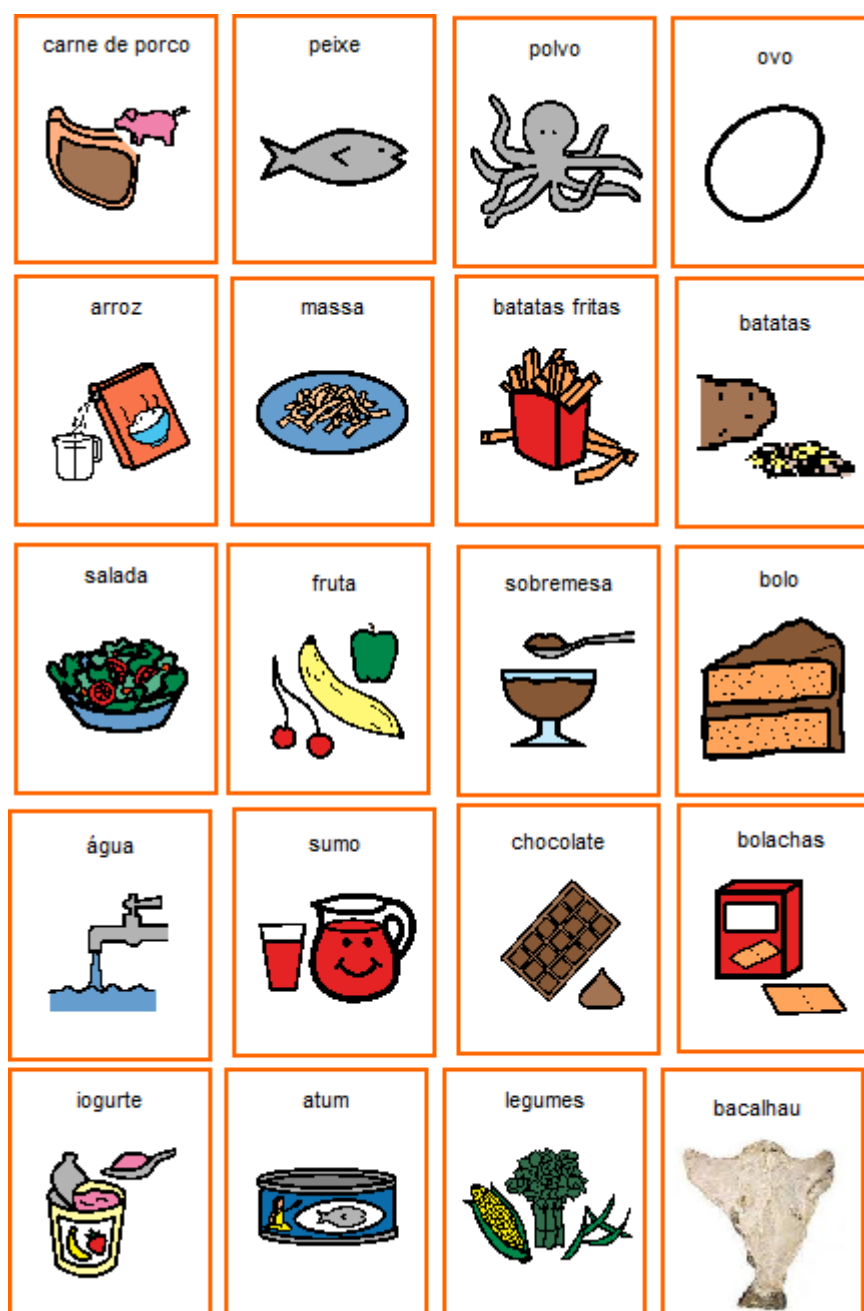 carne de porco
peixe
polvo
ovo
arroz
massa
batatas fritas
batatas
salada
fruta
sobremesa
bolo
água
sumo
chocolate
bolachas
iogurte
atum
legumes
bacalhau